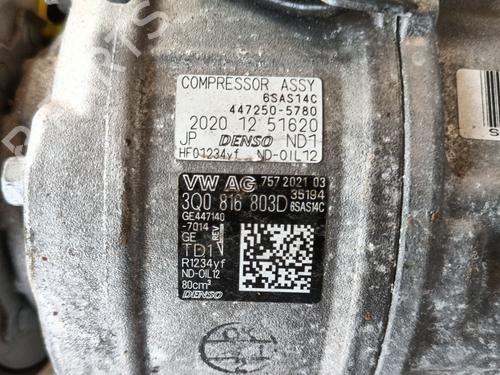 COMPRESSOR ASSY
6SAS14C
447250-5780
2020 12 51620
JP DENSO ND1
HFO1234yf ND-OIL12
VW AG 757 2021 03
35194
3Q0 816 803D 6SAS14C
GE447140
-7014
GE REV
TD1
R1234yf
ND-OIL12
80cm³
DENSO